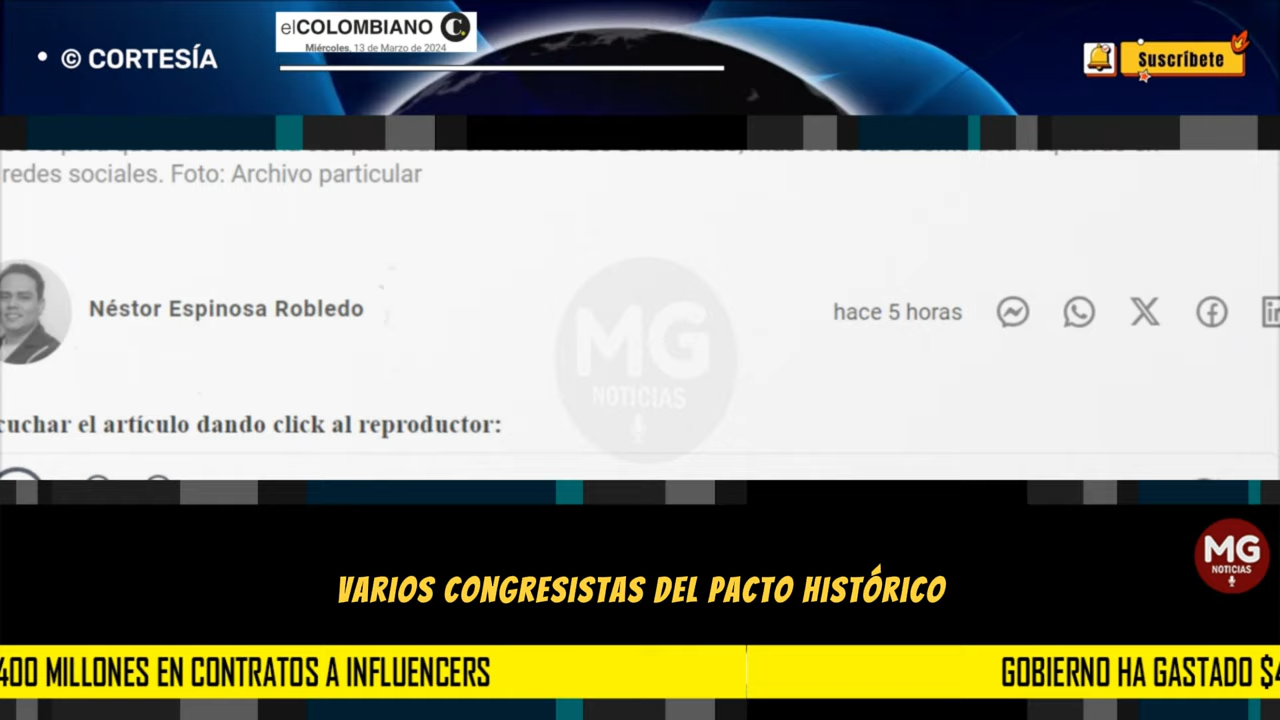 elCOLOMBIANO C.
Miércoles, 13 de Marzo de 2024
• © CORTESÍA
Suscríbete
redes sociales. Foto: Archivo particular
Néstor Espinosa Robledo
hace 5 horas
MG
NOTICIAS
cuchar el artículo dando click al reproductor:
MG
NOTICIAS
VARIOS CONGRESISTAS DEL PACTO HISTÓRICO
400 MILLONES EN CONTRATOS A INFLUENCERS
GOBIERNO HA GASTADO $4